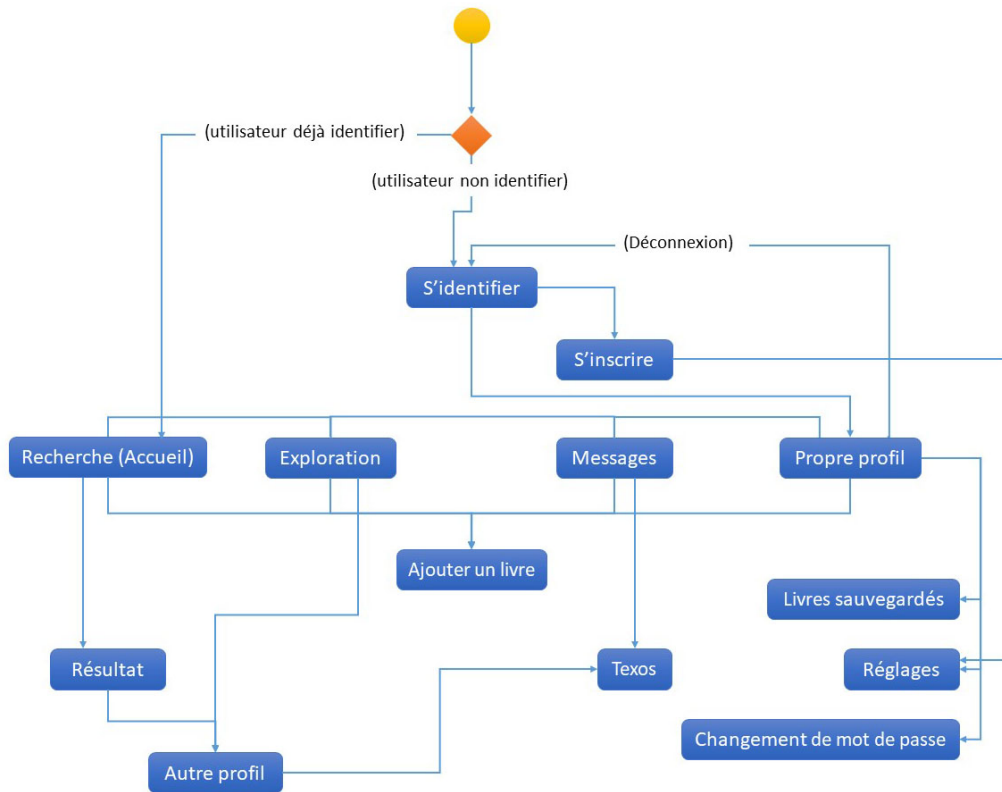 (utilisateur déjà identifier)
(utilisateur non identifier)
(Déconnexion)
S'identifier
S'inscrire
Recherche (Accueil)
Exploration
Messages
Propre profil
Ajouter un livre
Livres sauvegardés
Résultat
Texos
Réglages
Changement de mot de passe
Autre profil